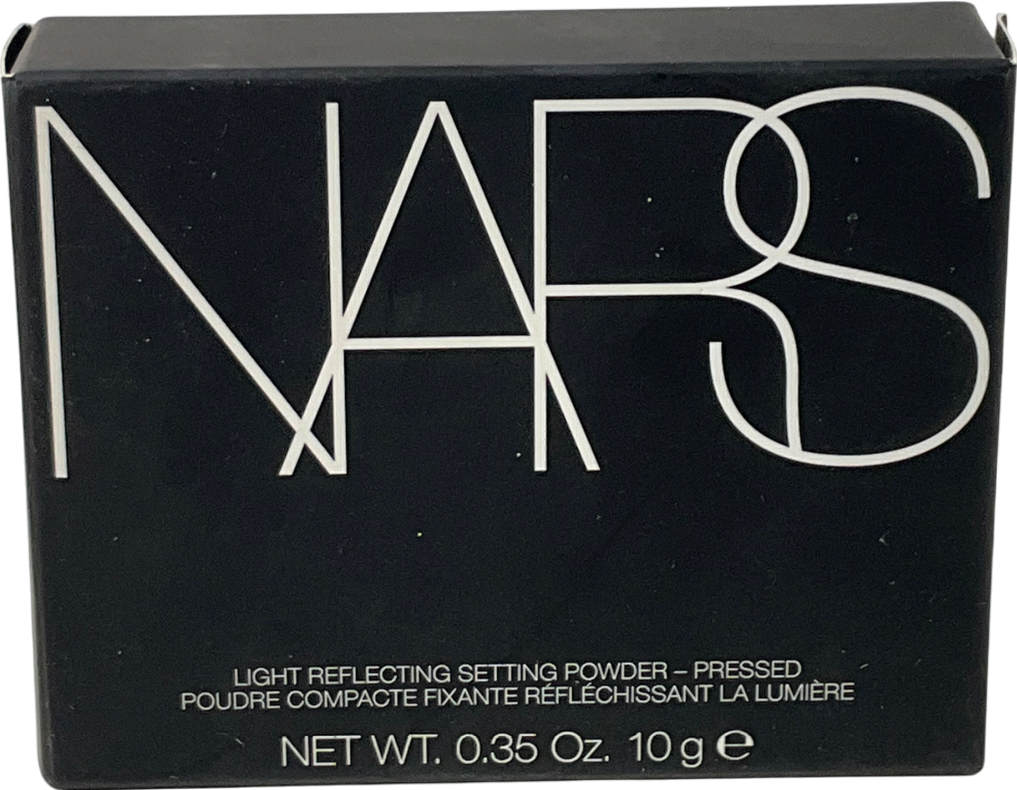 NARS
LIGHT REFLECTING SETTING POWDER – PRESSED
POUDRE COMPACTE FIXANTE RÉFLÉCHISSANT LA LUMIÈRE
NET WT. 0.35 Oz. 10 g ℮